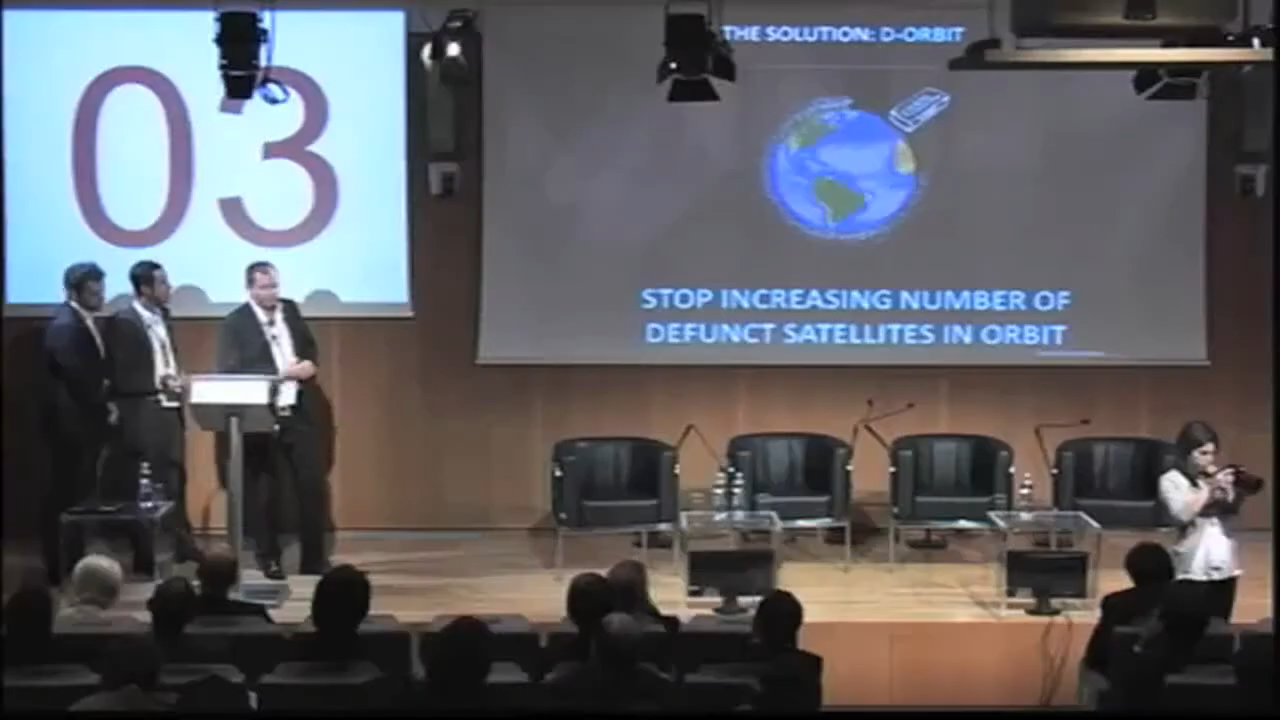 03
THE SOLUTION: D-ORBIT
STOP INCREASING NUMBER OF
DEFUNCT SATELLITES IN ORBIT